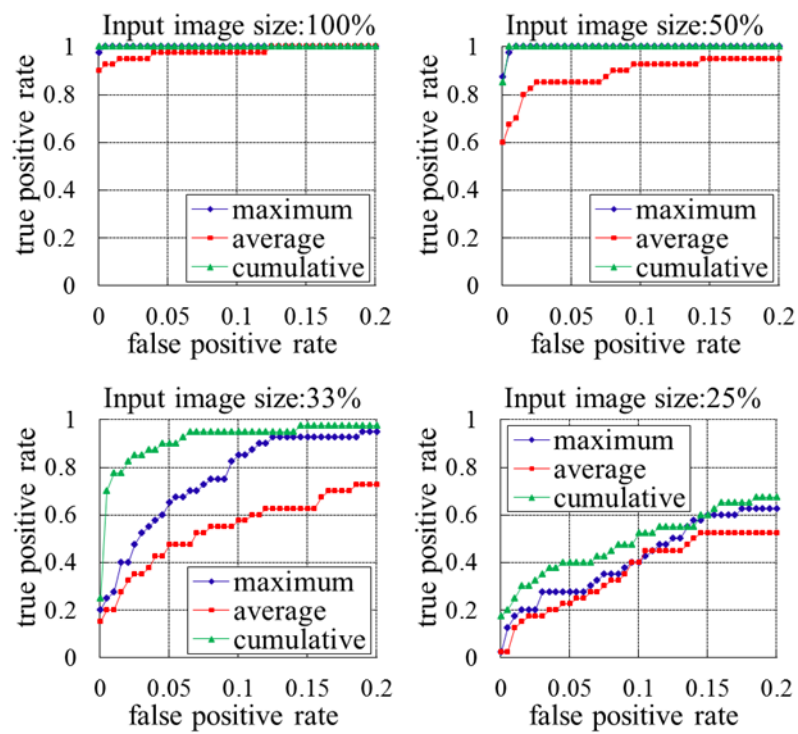 Input image size:100%
true positive rate
1
0.8
0.6
0.4
0.2
0
maximum
average
cumulative
0 0.05 0.1 0.15 0.2
false positive rate
Input image size:50%
true positive rate
1
0.8
0.6
0.4
0.2
0
maximum
average
cumulative
0 0.05 0.1 0.15 0.2
false positive rate
Input image size:33%
true positive rate
1
0.8
0.6
0.4
0.2
0
maximum
average
cumulative
0 0.05 0.1 0.15 0.2
false positive rate
Input image size:25%
true positive rate
1
0.8
0.6
0.4
0.2
0
maximum
average
cumulative
0 0.05 0.1 0.15 0.2
false positive rate